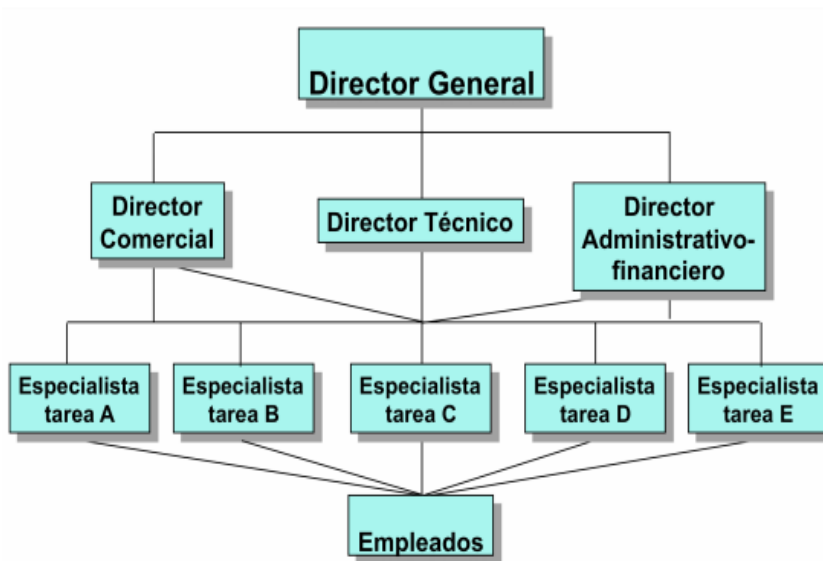 Director General
Director
Comercial
Director Técnico
Director
Administrativo-
financiero
Especialista
tarea A
Especialista
tarea B
Especialista
tarea C
Especialista
tarea D
Especialista
tarea E
Empleados